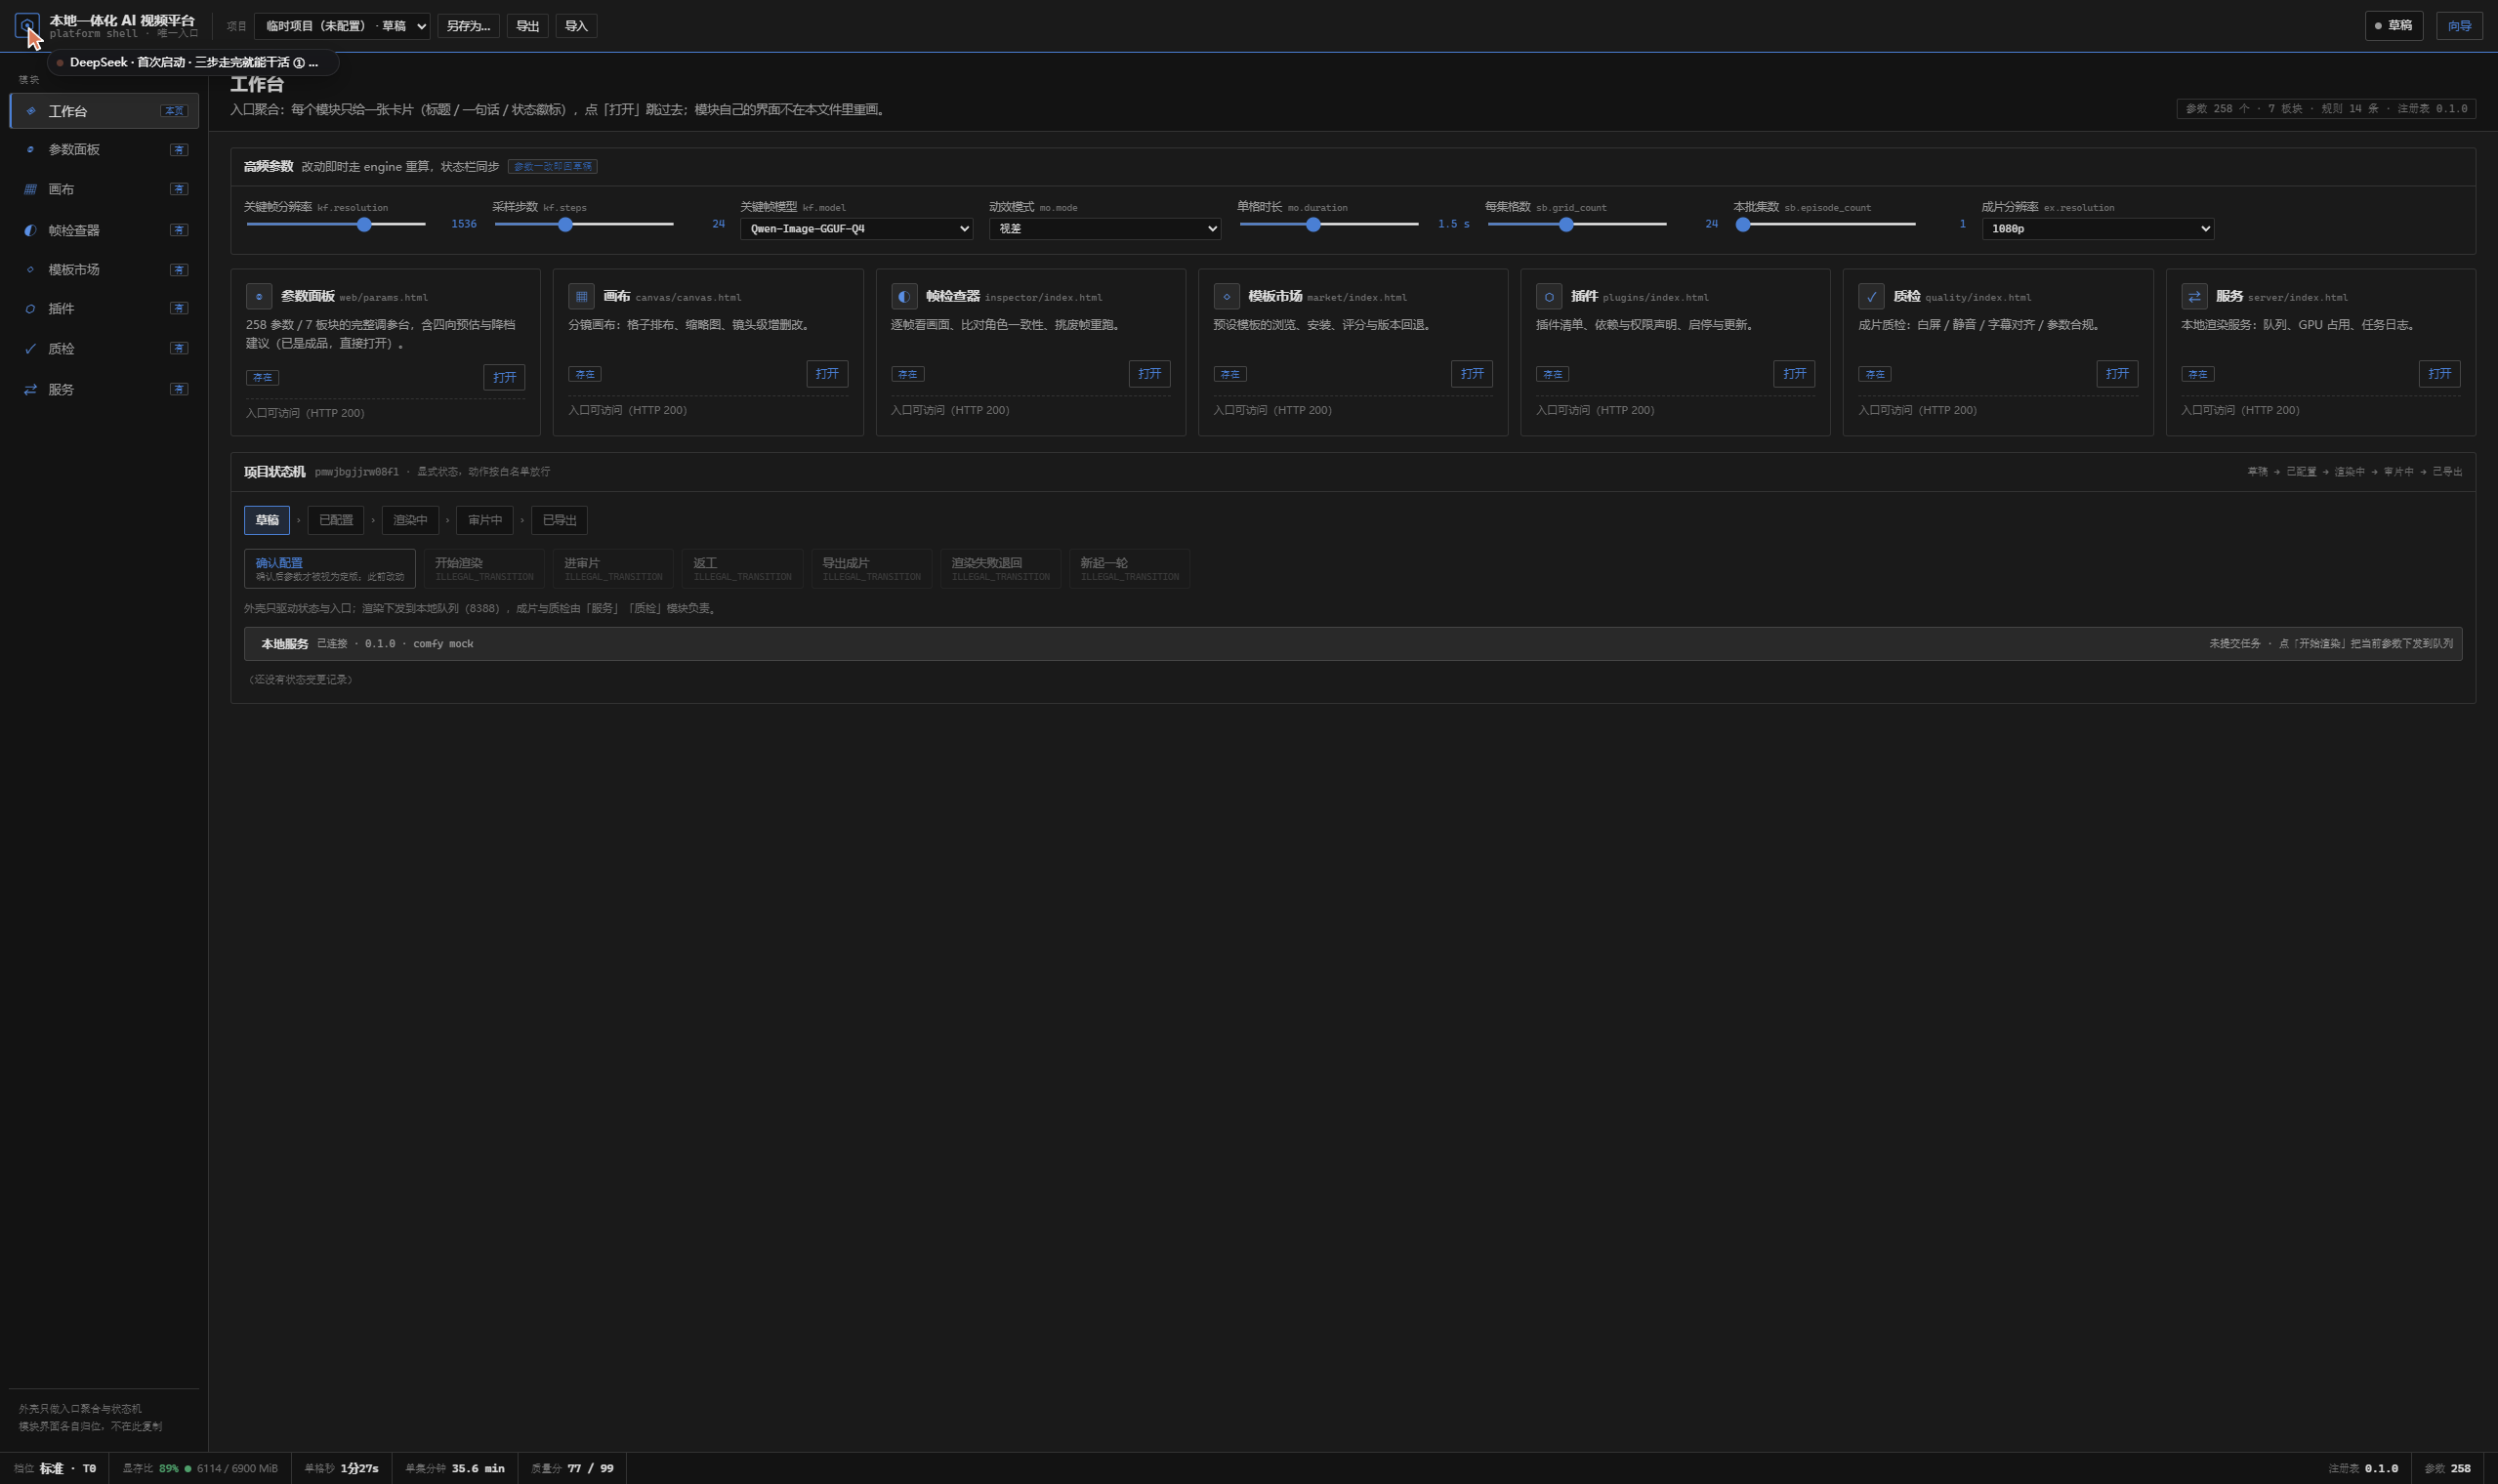 本地一体化 AI 视频平台
platform shell · 唯一入口
项目
临时项目（未配置）· 草稿
另存为…
导出
导入
草稿
向导
DeepSeek · 首次启动 · 三步走完就能干活 ① ...
模块
工作台 本页
参数面板 有
画布 有
帧检查器 有
模板市场 有
插件 有
质检 有
服务 有
外壳只做入口聚合与状态机
模块界面各自归位，不在此复制
工作台
入口聚合：每个模块只给一张卡片（标题 / 一句话 / 状态徽标），点「打开」跳过去；模块自己的界面不在本文件里重画。
参数 258 个 · 7 板块 · 规则 14 条 · 注册表 0.1.0
高频参数 改动即时走 engine 重算，状态栏同步 参数一改即回草稿
关键帧分辨率 kf.resolution
1536
采样步数 kf.steps
24
关键帧模型 kf.model
Qwen-Image-GGUF-Q4
动效模式 mo.mode
视差
单格时长 mo.duration
1.5 s
每集格数 sb.grid_count
24
本批集数 sb.episode_count
1
成片分辨率 ex.resolution
1080p
参数面板 web/params.html
258 参数 / 7 板块的完整调参台，含四向预估与降档
建议（已是成品，直接打开）。
存在
打开
入口可访问（HTTP 200）
画布 canvas/canvas.html
分镜画布：格子排布、缩略图、镜头级增删改。
存在
打开
入口可访问（HTTP 200）
帧检查器 inspector/index.html
逐帧看画面、比对角色一致性、挑废帧重跑。
存在
打开
入口可访问（HTTP 200）
模板市场 market/index.html
预设模板的浏览、安装、评分与版本回退。
存在
打开
入口可访问（HTTP 200）
插件 plugins/index.html
插件清单、依赖与权限声明、启停与更新。
存在
打开
入口可访问（HTTP 200）
质检 quality/index.html
成片质检：白屏 / 静音 / 字幕对齐 / 参数合规。
存在
打开
入口可访问（HTTP 200）
服务 server/index.html
本地渲染服务：队列、GPU 占用、任务日志。
存在
打开
入口可访问（HTTP 200）
项目状态机 pmwjbgjjrw08f1 · 显式状态，动作按白名单放行
草稿 → 已配置 → 渲染中 → 审片中 → 已导出
草稿 › 已配置 › 渲染中 › 审片中 › 已导出
确认配置
确认后参数才被视为定版；此前改动
开始渲染
ILLEGAL_TRANSITION
进审片
ILLEGAL_TRANSITION
返工
ILLEGAL_TRANSITION
导出成片
ILLEGAL_TRANSITION
渲染失败退回
ILLEGAL_TRANSITION
新起一轮
ILLEGAL_TRANSITION
外壳只驱动状态与入口；渲染下发到本地队列（8388），成片与质检由「服务」「质检」模块负责。
本地服务 已连接 · 0.1.0 · comfy mock
未提交任务 · 点「开始渲染」把当前参数下发到队列
（还没有状态变更记录）
档位 标准 · T0
显存比 89% ● 6114 / 6900 MiB
单格秒 1分27s
单集分钟 35.6 min
质量分 77 / 99
注册表 0.1.0
参数 258